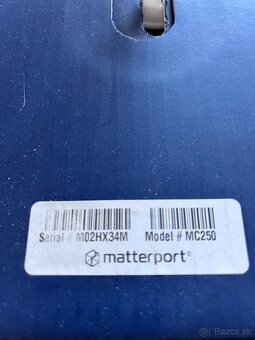 Serial # M02HX34M Model # MC250
matterport®
© Bazos.sk